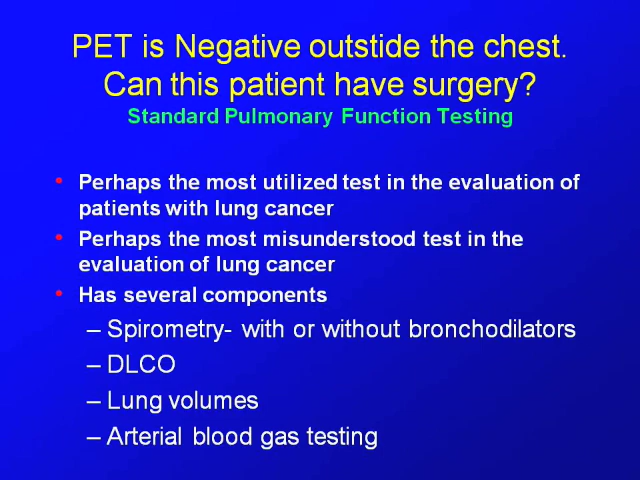 PET is Negative outstide the chest.
Can this patient have surgery?
Standard Pulmonary Function Testing
• Perhaps the most utilized test in the evaluation of
patients with lung cancer
• Perhaps the most misunderstood test in the
evaluation of lung cancer
• Has several components
– Spirometry- with or without bronchodilators
– DLCO
– Lung volumes
– Arterial blood gas testing